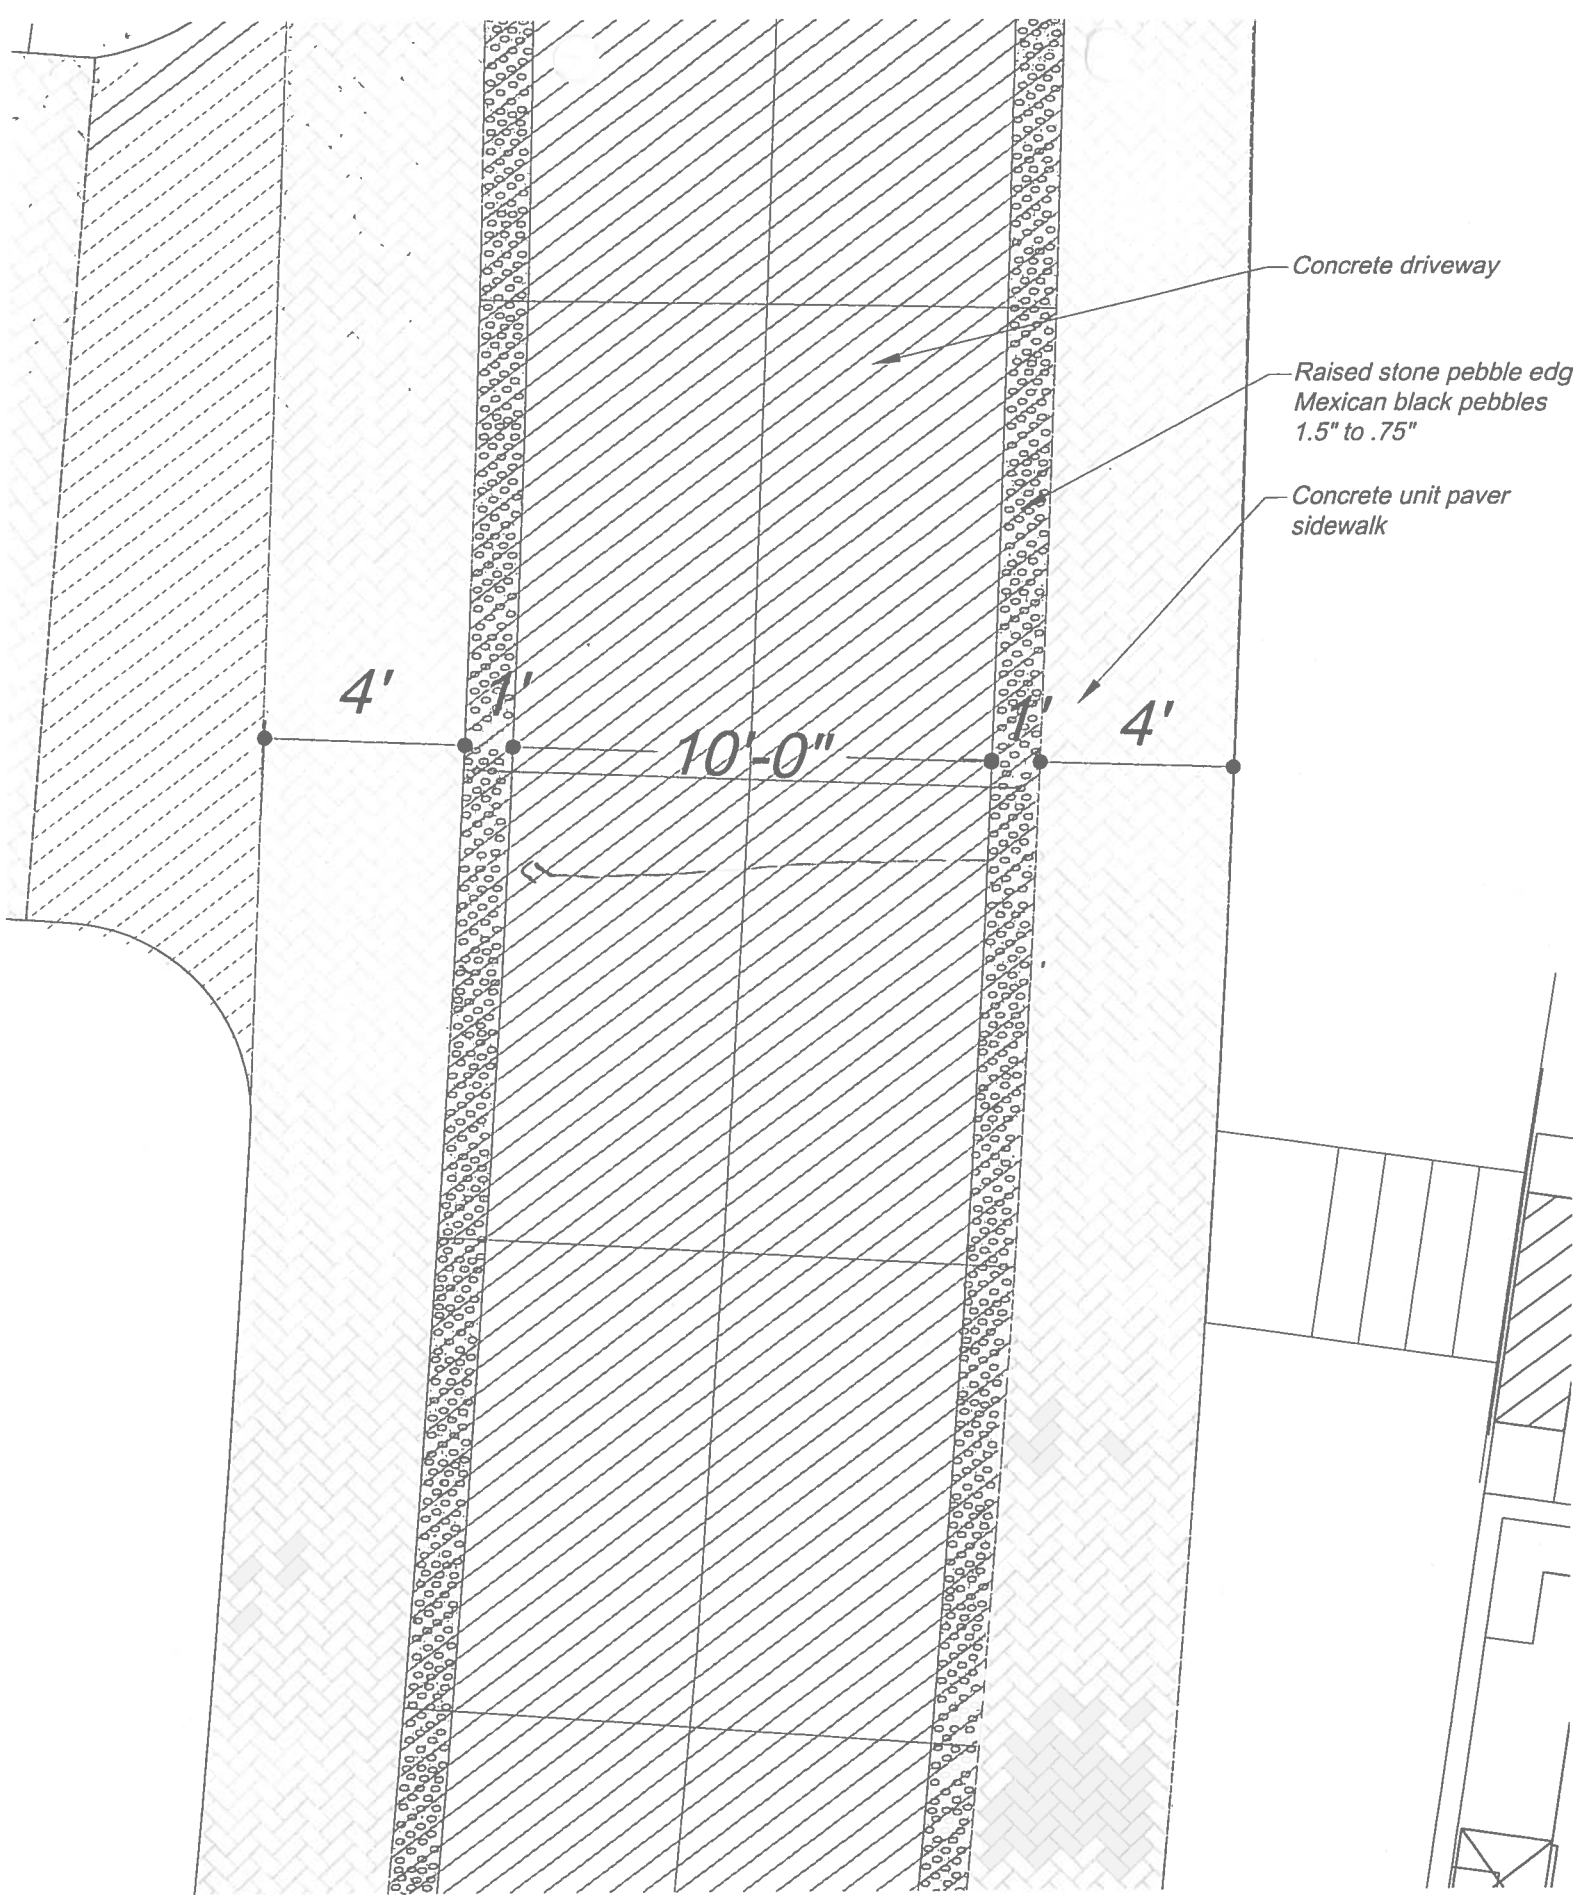 Concrete driveway
Raised stone pebble edg
Mexican black pebbles
1.5" to .75"
Concrete unit paver
sidewalk
4' 1' 10'-0" 1' 4'